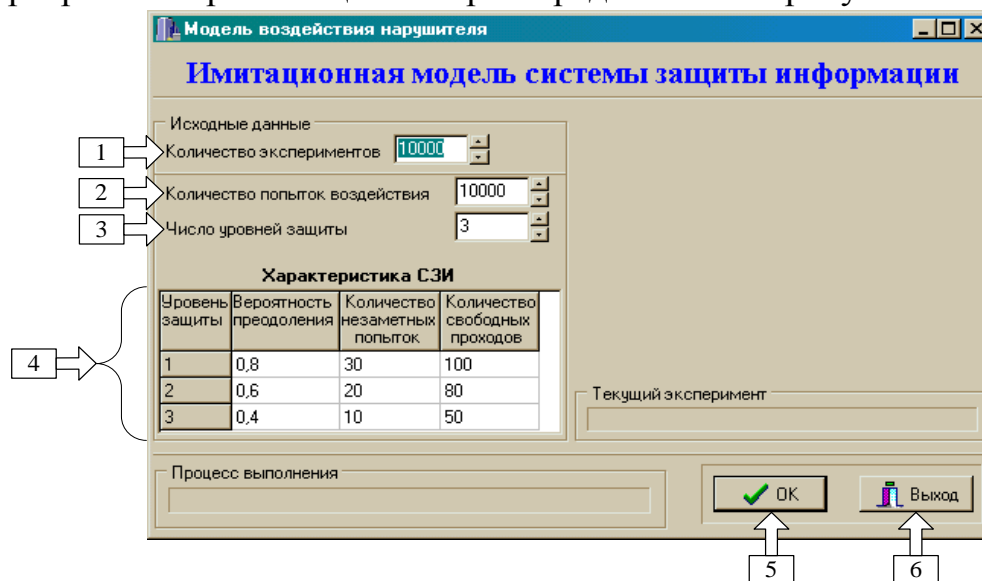 Модель воздейсвтия нарушителя
Имитационная модель системы защиты информации
Исходные данные
1
Количество экспериментов 10000
2
Количество попыток воздействия 10000
3
Число уровней защиты 3
Характеристика СЗИ
Уровень защиты Вероятность преодоления Количество незаметных попыток Количество свободных проходов
4
1 0,8 30 100
2 0,6 20 80
3 0,4 10 50
Текущий эксперимент
Процесс выполнения
OK
Выход
5
6